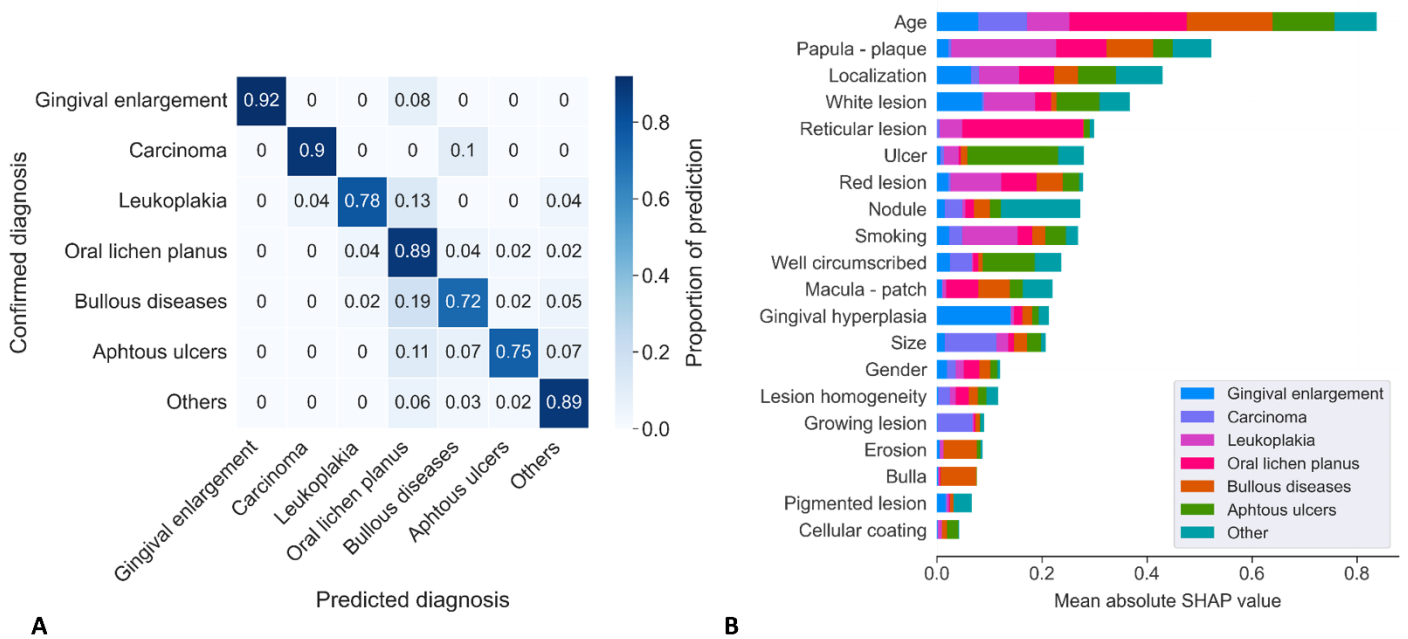 Confirmed diagnosis
Gingival enlargement 0.92 0 0 0.08 0 0 0
Carcinoma 0 0.9 0 0 0.1 0 0
Leukoplakia 0 0.04 0.78 0.13 0 0 0.04
Oral lichen planus 0 0 0.04 0.89 0.04 0.02 0.02
Bullous diseases 0 0 0.02 0.19 0.72 0.02 0.05
Aphtous ulcers 0 0 0 0.11 0.07 0.75 0.07
Others 0 0 0 0.06 0.03 0.02 0.89
Gingival enlargement
Carcinoma
Leukoplakia
Oral lichen planus
Bullous diseases
Aphtous ulcers
Others
Predicted diagnosis
0.8
0.6
0.4
0.2
0.0
Proportion of prediction
A
Age
Papula - plaque
Localization
White lesion
Reticular lesion
Ulcer
Red lesion
Nodule
Smoking
Well circumscribed
Macula - patch
Gingival hyperplasia
Size
Gender
Lesion homogeneity
Growing lesion
Erosion
Bulla
Pigmented lesion
Cellular coating
Gingival enlargement
Carcinoma
Leukoplakia
Oral lichen planus
Bullous diseases
Aphtous ulcers
Other
0.0 0.2 0.4 0.6 0.8
Mean absolute SHAP value
B